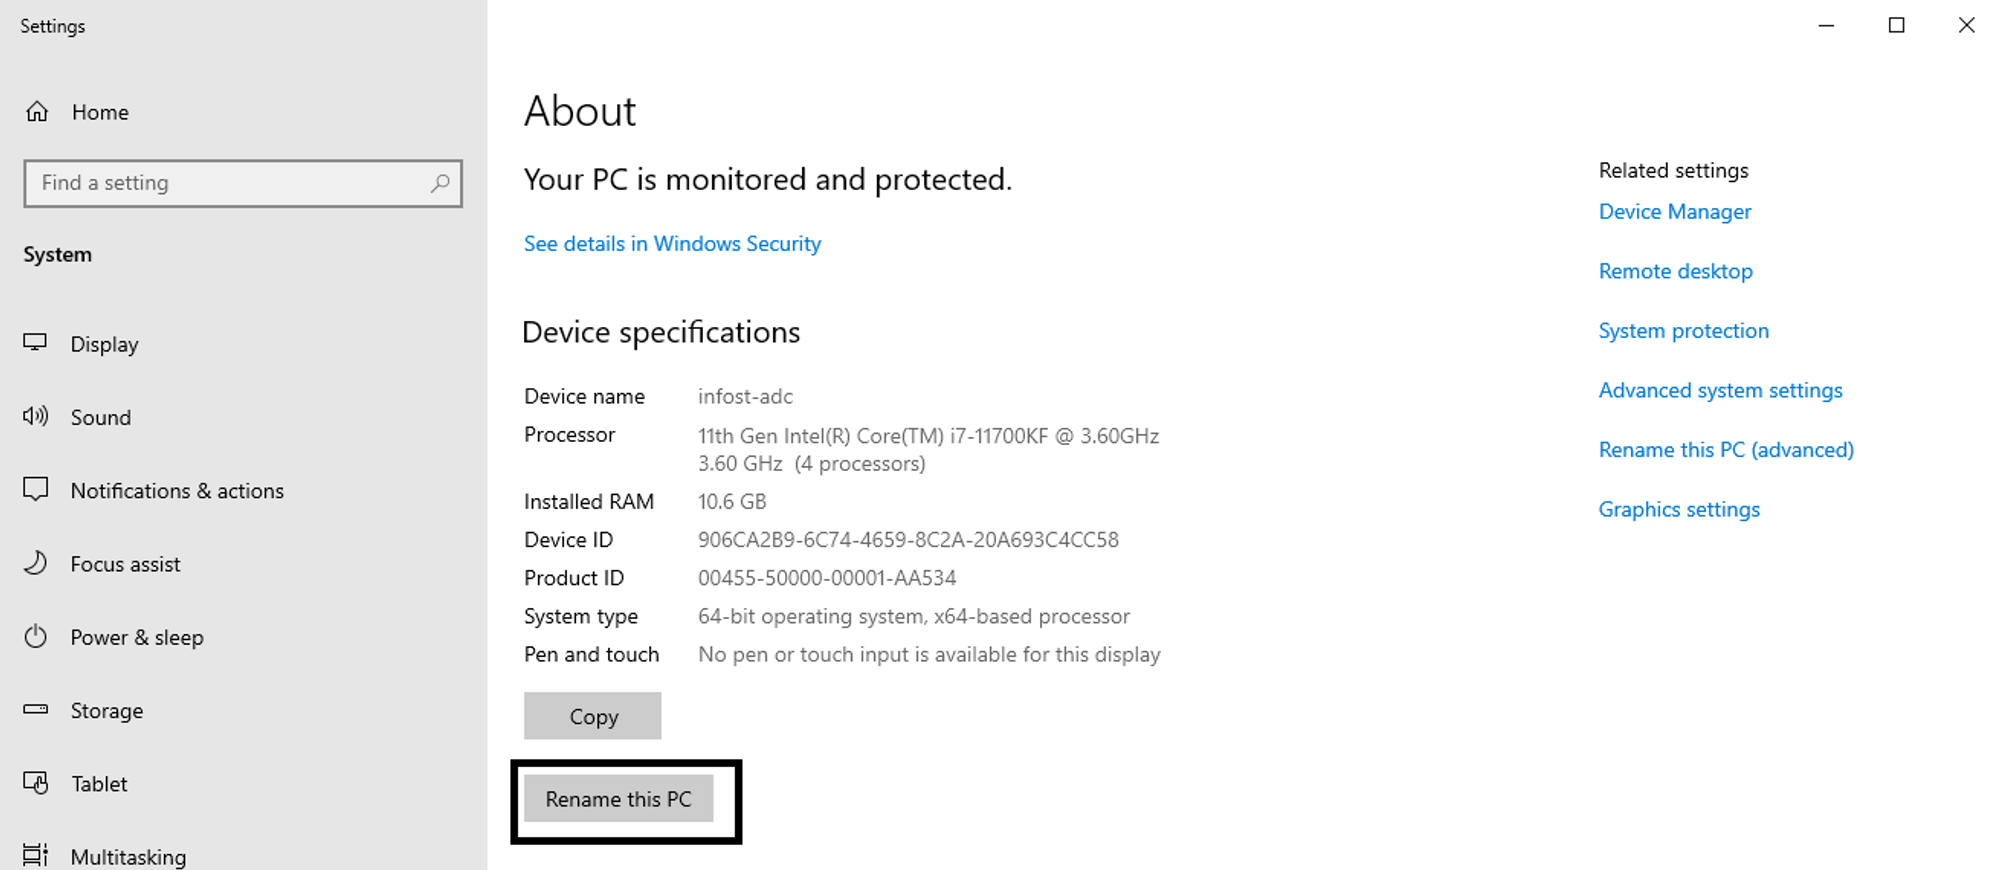 Settings
Home
Find a setting
System
Display
Sound
Notifications & actions
Focus assist
Power & sleep
Storage
Tablet
Multitasking
About
Your PC is monitored and protected.
See details in Windows Security
Device specifications
Device name infost-adc
Processor 11th Gen Intel(R) Core(TM) i7-11700KF @ 3.60GHz
3.60 GHz (4 processors)
Installed RAM 10.6 GB
Device ID 906CA2B9-6C74-4659-8C2A-20A693C4CC58
Product ID 00455-50000-00001-AA534
System type 64-bit operating system, x64-based processor
Pen and touch No pen or touch input is available for this display
Copy
Rename this PC
Related settings
Device Manager
Remote desktop
System protection
Advanced system settings
Rename this PC (advanced)
Graphics settings